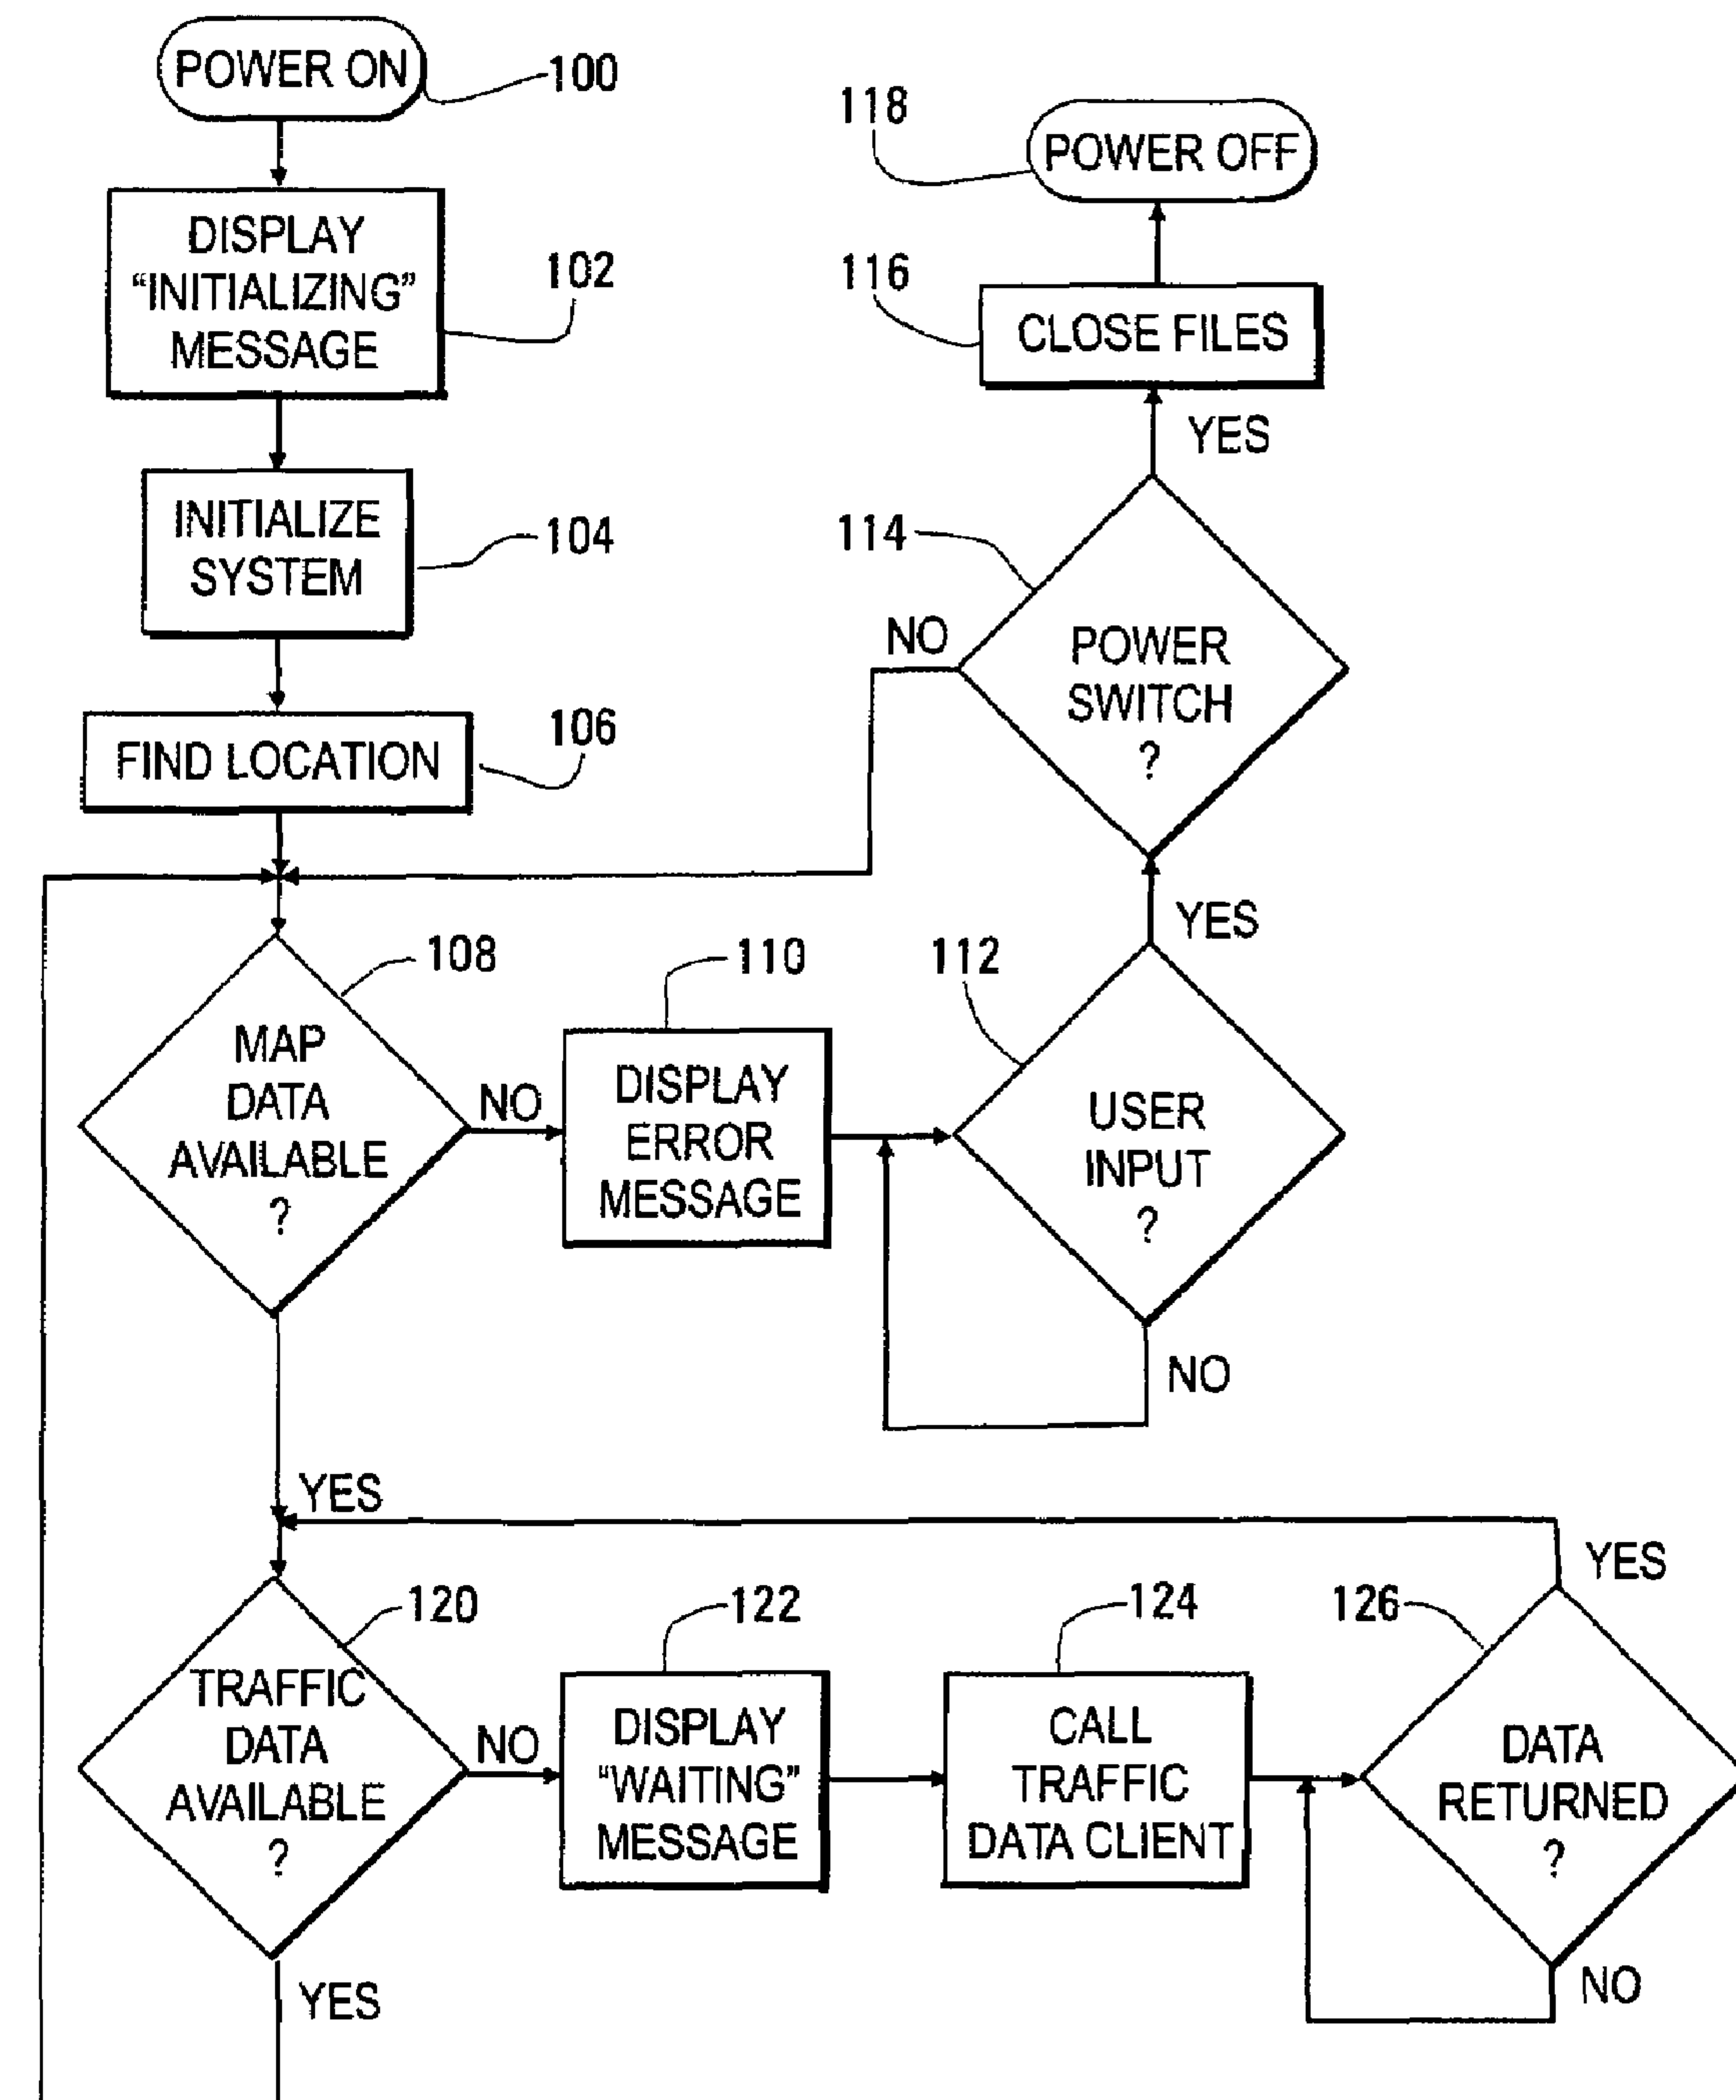 POWER ON
100
DISPLAY
“INITIALIZING”
MESSAGE
102
INITIALIZE
SYSTEM
104
FIND LOCATION
106
118
POWER OFF
116
CLOSE FILES
YES
114
NO
POWER
SWITCH
?
YES
108
MAP
DATA
AVAILABLE
?
NO
110
DISPLAY
ERROR
MESSAGE
112
USER
INPUT
?
NO
YES
120
TRAFFIC
DATA
AVAILABLE
?
NO
122
DISPLAY
“WAITING”
MESSAGE
124
CALL
TRAFFIC
DATA CLIENT
126
DATA
RETURNED
?
YES
NO
YES